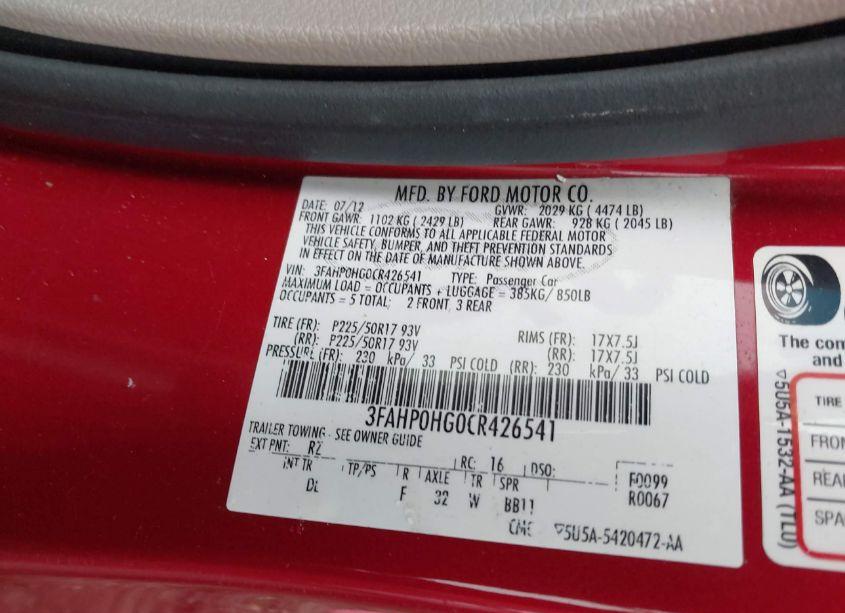 MFD. BY FORD MOTOR CO.
DATE: 07/12 GVWR: 2029 KG ( 4474 LB)
FRONT GAWR: 1102 KG ( 2429 LB) REAR GAWR: 928 KG ( 2045 LB)
THIS VEHICLE CONFORMS TO ALL APPLICABLE FEDERAL MOTOR
VEHICLE SAFETY, BUMPER, AND THEFT PREVENTION STANDARDS
IN EFFECT ON THE DATE OF MANUFACTURE SHOWN ABOVE.
VIN: 3FAHP0HG0CR426541 TYPE: Passenger Car
MAXIMUM LOAD = OCCUPANTS + LUGGAGE = 385KG/ 850LB
OCCUPANTS = 5 TOTAL; 2 FRONT, 3 REAR
TIRE (FR): P225/50R17 93V RIMS (FR): 17X7.5J
(RR): P225/50R17 93V (RR): 17X7.5J
PRESSURE (FR): 230 kPa/ 33 PSI COLD (RR): 230 kPa/ 33 PSI COLD
3FAHP0HG0CR426541
TRAILER TOWING - SEE OWNER GUIDE
EXT PNT: RZ RC: 16 DSO: F0099
INT TR TP/PS R AXLE TR SPR R0067
DL F 32 W BB11
CMC ▽5U5A-5420472-AA
The com
and
▽5U5A-1532-AA (TL0)
TIRE
FRON
REAR
SPA